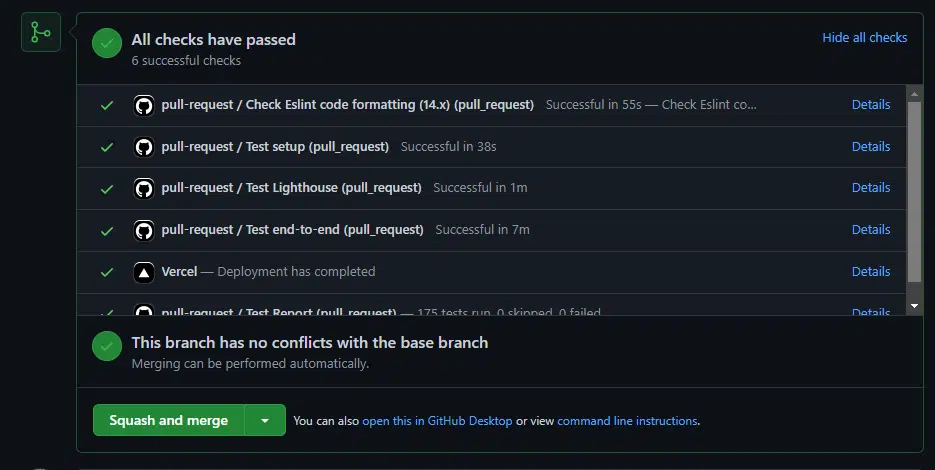 All checks have passed
Hide all checks
6 successful checks
pull-request / Check Eslint code formatting (14.x) (pull_request) Successful in 55s — Check Eslint co... Details
pull-request / Test setup (pull_request) Successful in 38s Details
pull-request / Test Lighthouse (pull_request) Successful in 1m Details
pull-request / Test end-to-end (pull_request) Successful in 7m Details
Vercel — Deployment has completed Details
pull-request / Test Report (pull_request) — 175 tests run, 0 skipped, 0 failed. Details
This branch has no conflicts with the base branch
Merging can be performed automatically.
Squash and merge You can also open this in GitHub Desktop or view command line instructions.